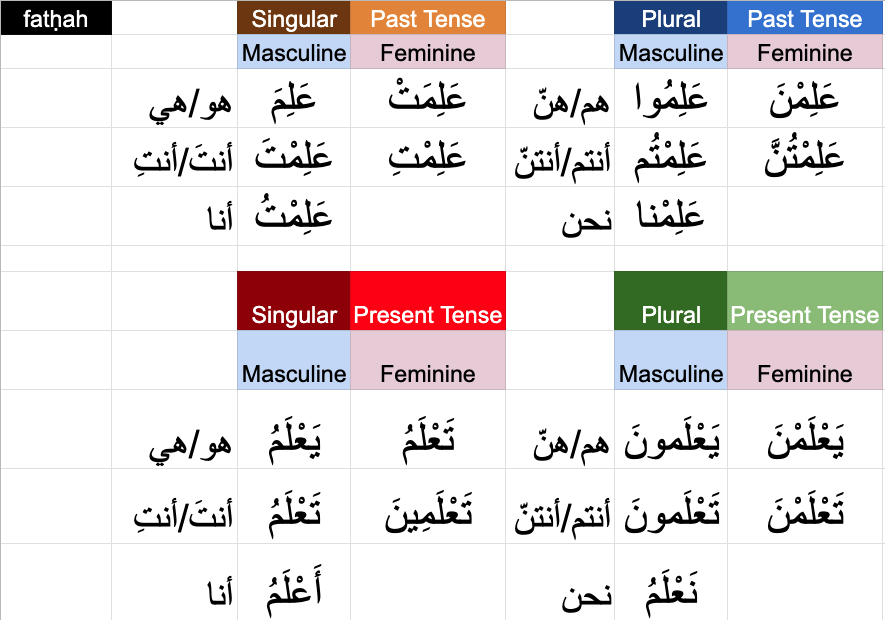 fatḥah Singular Past Tense Plural Past Tense
Masculine Feminine Masculine Feminine
هو/هي عَلِمَ عَلِمَتْ هم/هنّ عَلِمُوا عَلِمْنَ
أنتَ/أنتِ عَلِمْتَ عَلِمْتِ أنتم/أنتنّ عَلِمْتُم عَلِمْتُنَّ
أنا عَلِمْتُ نحن عَلِمْنا
Singular Present Tense Plural Present Tense
Masculine Feminine Masculine Feminine
هو/هي يَعْلَمُ تَعْلَمُ هم/هنّ يَعْلَمونَ يَعْلَمْنَ
أنتَ/أنتِ تَعْلَمُ تَعْلَمِينَ أنتم/أنتنّ تَعْلَمونَ تَعْلَمْنَ
أنا أَعْلَمُ نحن نَعْلَمُ